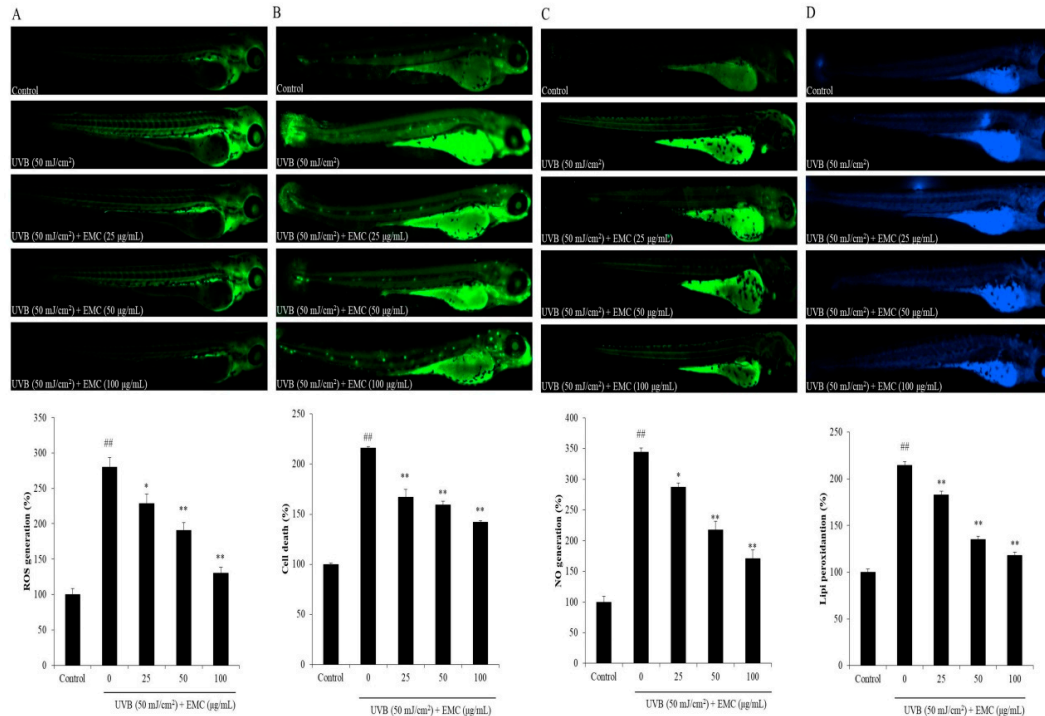 A
Control
UVB (50 mJ/cm²)
UVB (50 mJ/cm²) + EMC (25 µg/mL)
UVB (50 mJ/cm²) + EMC (50 µg/mL)
UVB (50 mJ/cm²) + EMC (100 µg/mL)
B
Control
UVB (50 mJ/cm²)
UVB (50 mJ/cm²) + EMC (25 µg/mL)
UVB (50 mJ/cm²) + EMC (50 µg/mL)
UVB (50 mJ/cm²) + EMC (100 µg/mL)
C
Control
UVB (50 mJ/cm²)
UVB (50 mJ/cm²) + EMC (25 µg/mL)
UVB (50 mJ/cm²) + EMC (50 µg/mL)
UVB (50 mJ/cm²) + EMC (100 µg/mL)
D
Control
UVB (50 mJ/cm²)
UVB (50 mJ/cm²) + EMC (25 µg/mL)
UVB (50 mJ/cm²) + EMC (50 µg/mL)
UVB (50 mJ/cm²) + EMC (100 µg/mL)
ROS generation (%)
350
300
250
200
150
100
50
0
##
*
**
**
Control 0 25 50 100
UVB (50 mJ/cm²) + EMC (µg/mL)
Cell death (%)
250
200
150
100
50
0
##
**
**
**
Control 0 25 50 100
UVB (50 mJ/cm²) + EMC (µg/mL)
NO generation (%)
400
350
300
250
200
150
100
50
0
##
*
**
**
Control 0 25 50 100
UVB (50 mJ/cm²) + EMC (µg/mL)
Lipi peroxidantion (%)
250
200
150
100
50
0
##
**
**
**
Control 0 25 50 100
UVB (50 mJ/cm²) + EMC (µg/mL)